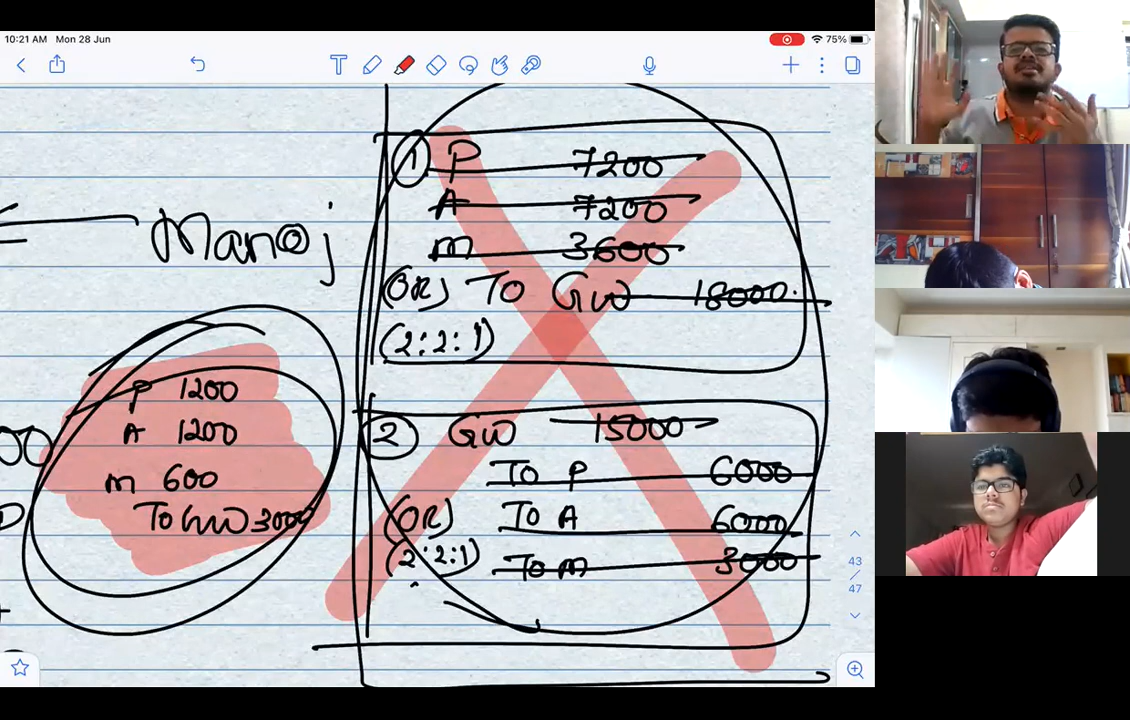 10:21 AM Mon 28 Jun
75%
Manoj
P 1200
A 1200
m 600
To GW 3000
1 P 7200
A 7200
m 3600
(OR) TO GW 18000.
(2:2:1)
2 GW 15000
To P 6000
(OR) To A 6000
(2:2:1) To m 3000
43
/
47